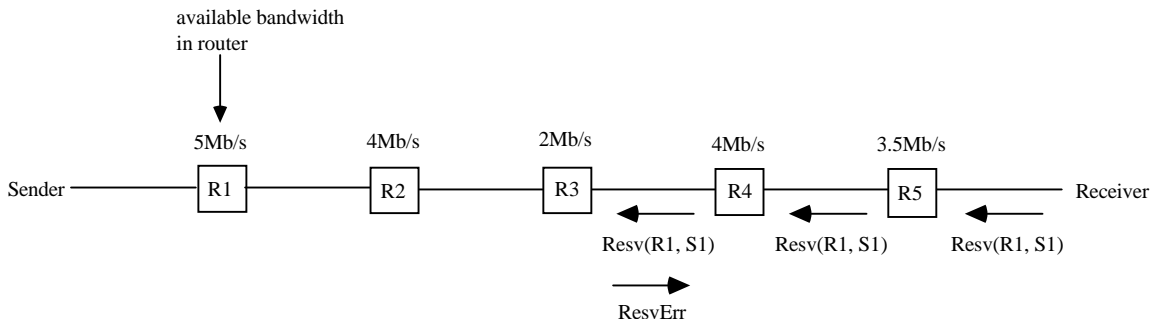 available bandwidth
in router
5Mb/s
4Mb/s
2Mb/s
4Mb/s
3.5Mb/s
Sender
R1
R2
R3
R4
R5
Receiver
Resv(R1, S1)
Resv(R1, S1)
Resv(R1, S1)
ResvErr